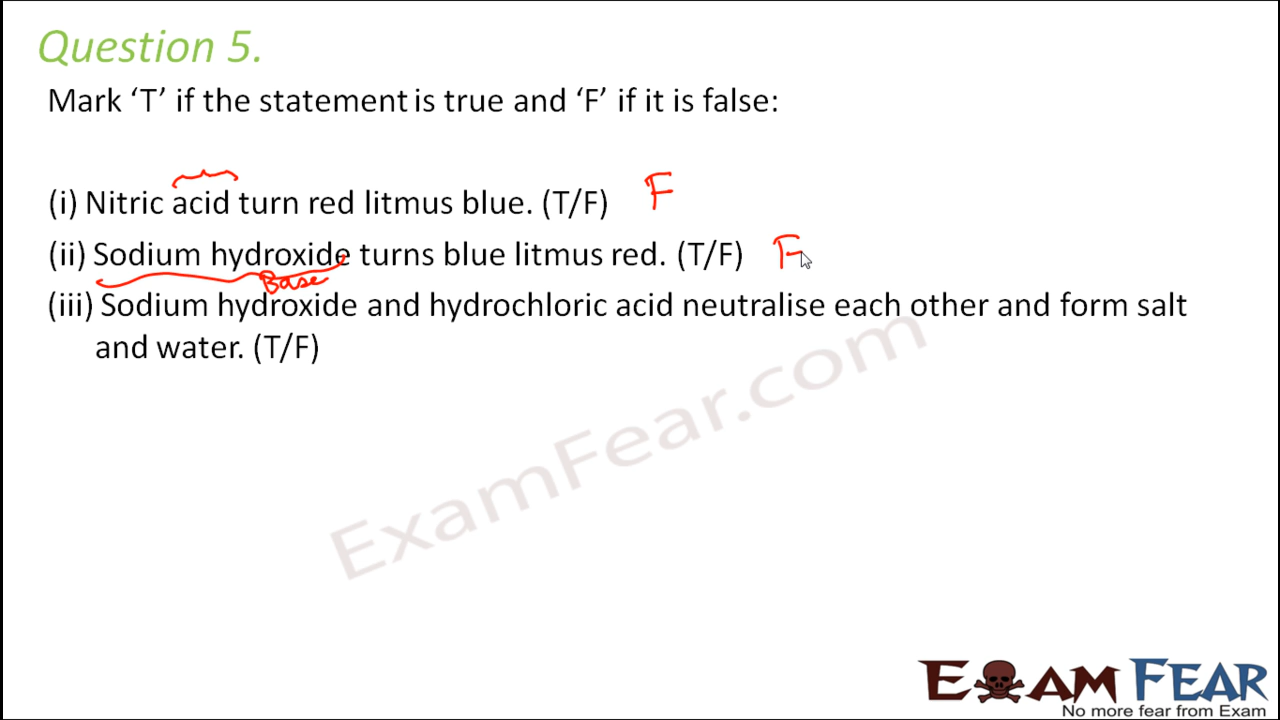 Question 5.
Mark ‘T’ if the statement is true and ‘F’ if it is false:
(i) Nitric acid turn red litmus blue. (T/F) F
(ii) Sodium hydroxide turns blue litmus red. (T/F) F
Base
(iii) Sodium hydroxide and hydrochloric acid neutralise each other and form salt
and water. (T/F)
ExamFear.com
EXAM FEAR
No more fear from Exam